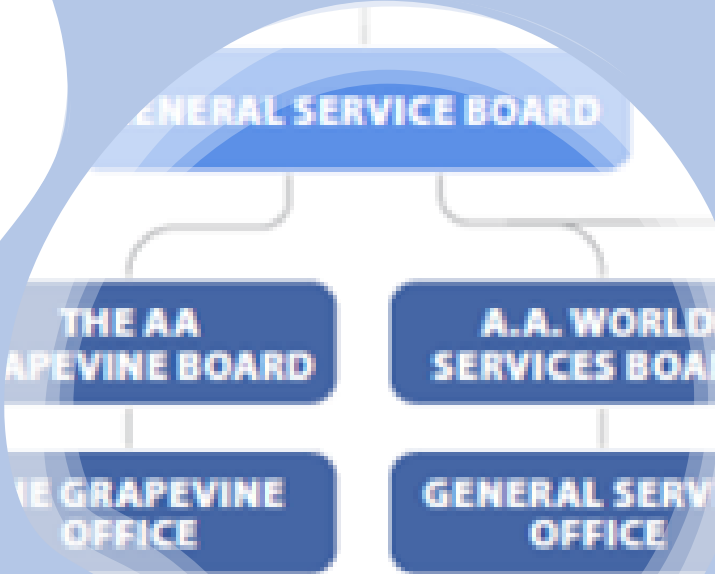 ENERAL SERVICE BOARD
THE AA
APEVINE BOARD
A.A. WORLD
SERVICES BOA
E GRAPEVINE
OFFICE
GENERAL SERV
OFFICE